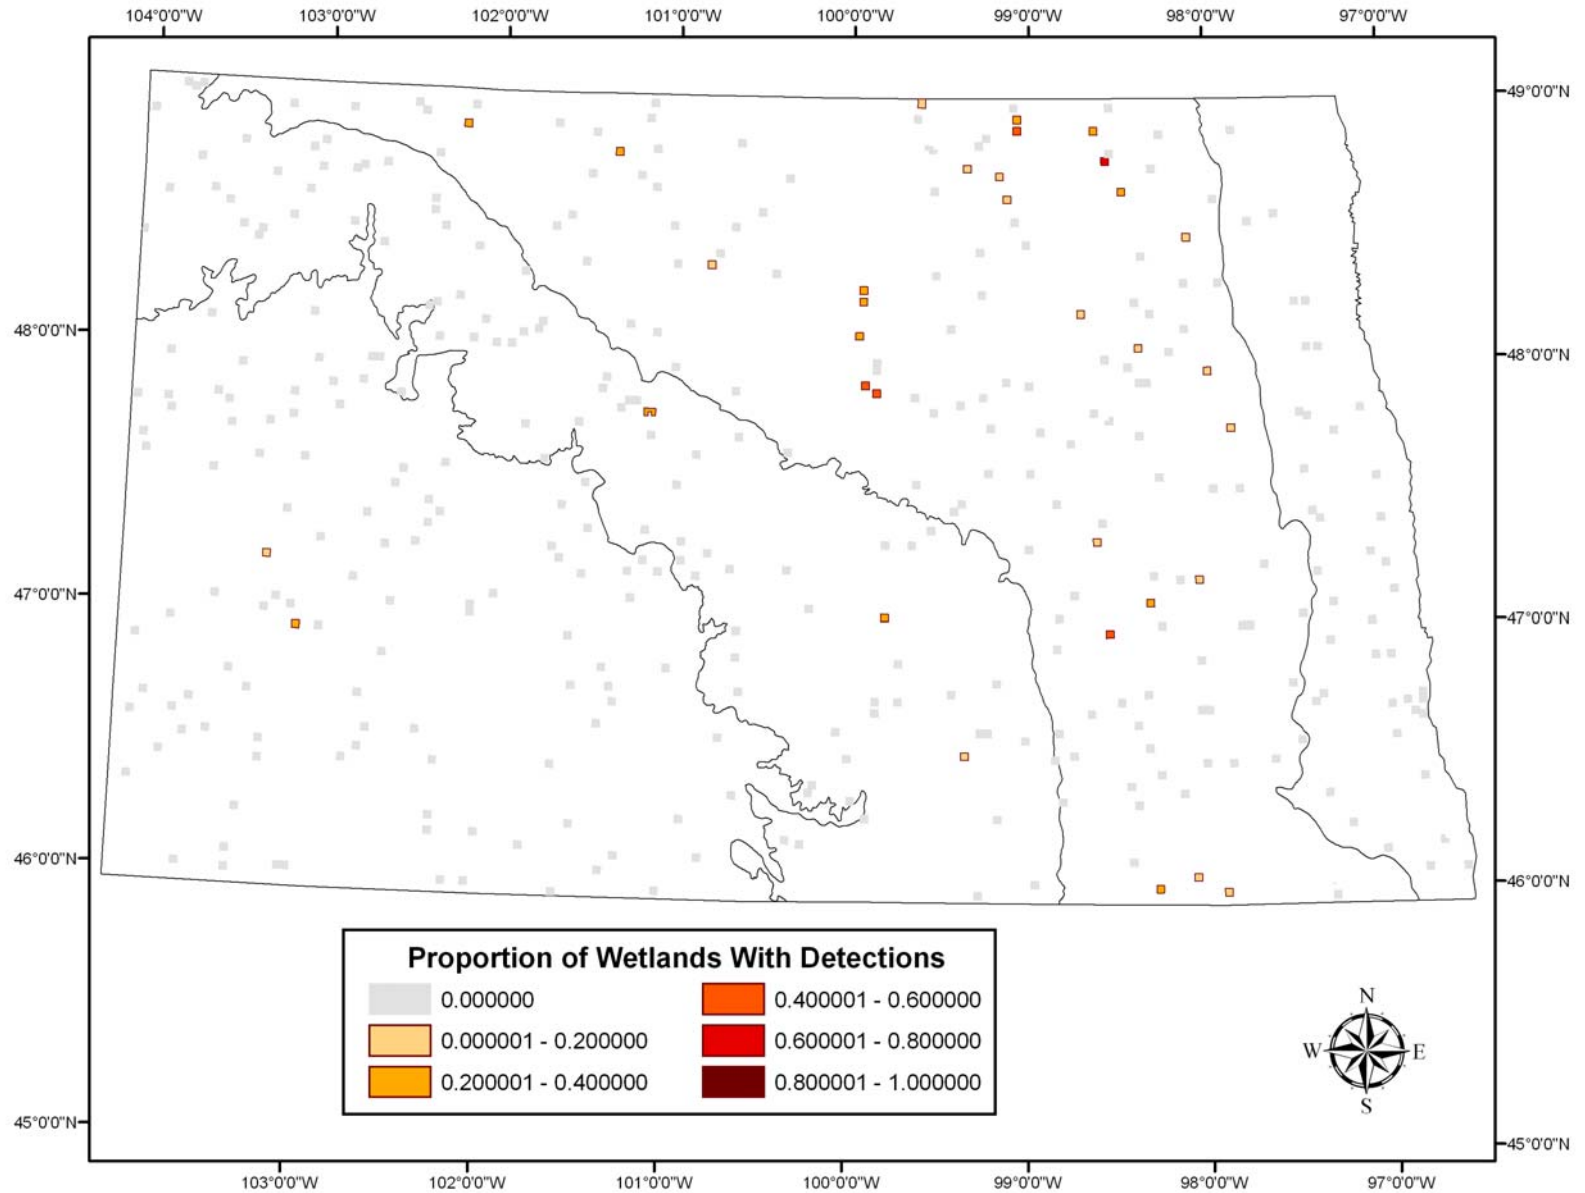 104°0'0"W 103°0'0"W 102°0'0"W 101°0'0"W 100°0'0"W 99°0'0"W 98°0'0"W 97°0'0"W
49°0'0"N
48°0'0"N 48°0'0"N
47°0'0"N 47°0'0"N
46°0'0"N 46°0'0"N
Proportion of Wetlands With Detections
0.000000 0.400001 - 0.600000
0.000001 - 0.200000 0.600001 - 0.800000
0.200001 - 0.400000 0.800001 - 1.000000
N
W E
S
45°0'0"N 45°0'0"N
103°0'0"W 102°0'0"W 101°0'0"W 100°0'0"W 99°0'0"W 98°0'0"W 97°0'0"W